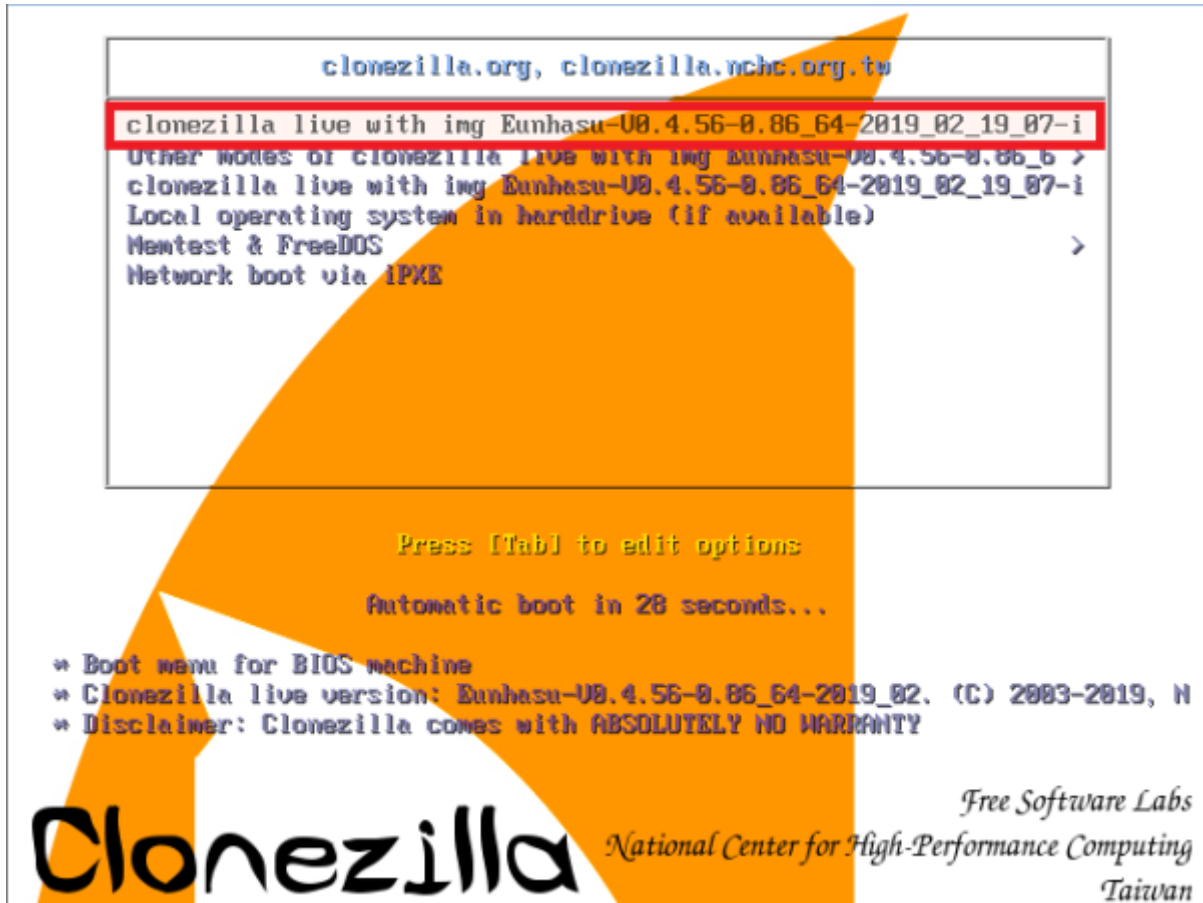 clonezilla.org, clonezilla.nchc.org.tw
clonezilla live with img Eunhasu-V0.4.56-0.86_64-2019_02_19_07-i
Other modes of clonezilla live with img Eunhasu-V0.4.56-0.86_6 >
clonezilla live with img Eunhasu-V0.4.56-0.86_64-2019_02_19_07-i
Local operating system in harddrive (if available)
Memtest & FreeDOS >
Network boot via iPXE
Press [Tab] to edit options
Automatic boot in 28 seconds...
* Boot menu for BIOS machine
* Clonezilla live version: Eunhasu-V0.4.56-0.86_64-2019_02. (C) 2003-2019, N
* Disclaimer: Clonezilla comes with ABSOLUTELY NO WARRANTY
Free Software Labs
Clonezilla National Center for High-Performance Computing
Taiwan